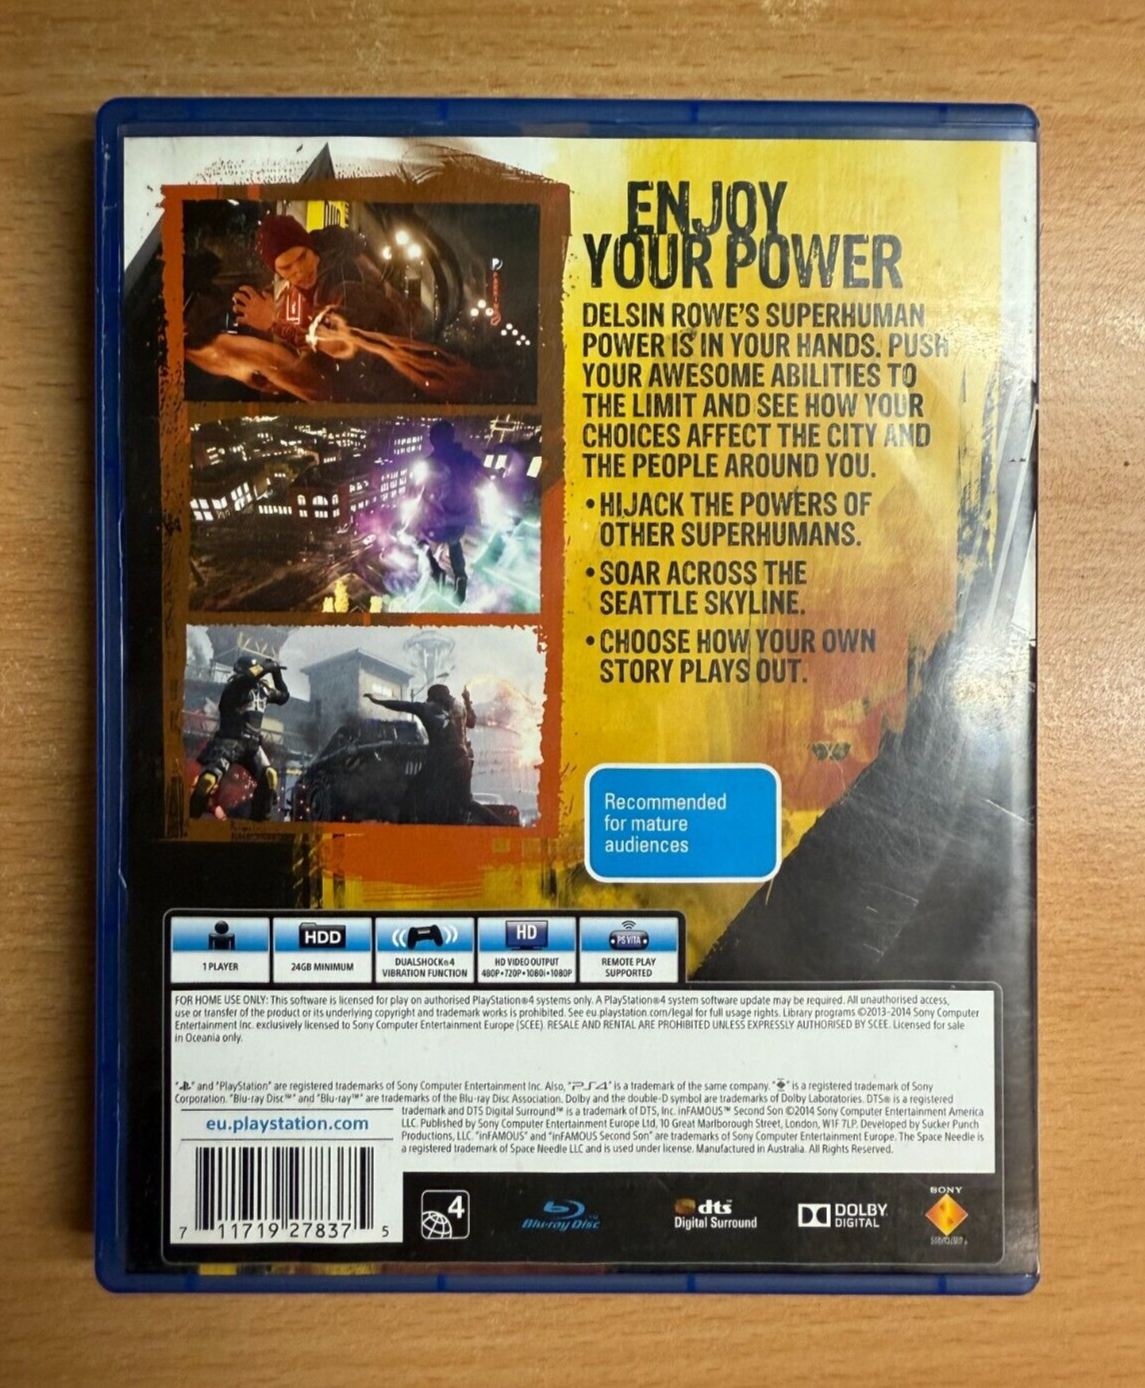 ENJOY
YOUR POWER
DELSIN ROWE'S SUPERHUMAN
POWER IS IN YOUR HANDS. PUSH
YOUR AWESOME ABILITIES TO
THE LIMIT AND SEE HOW YOUR
CHOICES AFFECT THE CITY AND
THE PEOPLE AROUND YOU.
• HIJACK THE POWERS OF
OTHER SUPERHUMANS.
• SOAR ACROSS THE
SEATTLE SKYLINE.
• CHOOSE HOW YOUR OWN
STORY PLAYS OUT.
Recommended
for mature
audiences
HDD
HD
PS VITA
1 PLAYER
24GB MINIMUM
DUALSHOCK®4
VIBRATION FUNCTION
HD VIDEO OUTPUT
480P•720P•1080i•1080P
REMOTE PLAY
SUPPORTED
FOR HOME USE ONLY: This software is licensed for play on authorised PlayStation®4 systems only. A PlayStation®4 system software update may be required. All unauthorised access,
use or transfer of the product or its underlying copyright and trademark works is prohibited. See eu.playstation.com/legal for full usage rights. Library programs ©2013-2014 Sony Computer
Entertainment Inc. exclusively licensed to Sony Computer Entertainment Europe (SCEE). RESALE AND RENTAL ARE PROHIBITED UNLESS EXPRESSLY AUTHORISED BY SCEE. Licensed for sale
in Oceania only.
" " and "PlayStation" are registered trademarks of Sony Computer Entertainment Inc. Also, "PS4" is a trademark of the same company. " " is a registered trademark of Sony
Corporation. "Blu-ray Disc™" and "Blu-ray™" are trademarks of the Blu-ray Disc Association. Dolby and the double-D symbol are trademarks of Dolby Laboratories. DTS® is a registered
trademark and DTS Digital Surround™ is a trademark of DTS, Inc. inFAMOUS™ Second Son ©2014 Sony Computer Entertainment America
LLC. Published by Sony Computer Entertainment Europe Ltd, 10 Great Marlborough Street, London, W1F 7LP. Developed by Sucker Punch
Productions, LLC. "inFAMOUS" and "inFAMOUS Second Son" are trademarks of Sony Computer Entertainment Europe. The Space Needle is
a registered trademark of Space Needle LLC and is used under license. Manufactured in Australia. All Rights Reserved.
eu.playstation.com
7 11719 27837 5
4
Blu-ray Disc
dts™
Digital Surround
DOLBY
DIGITAL
SONY